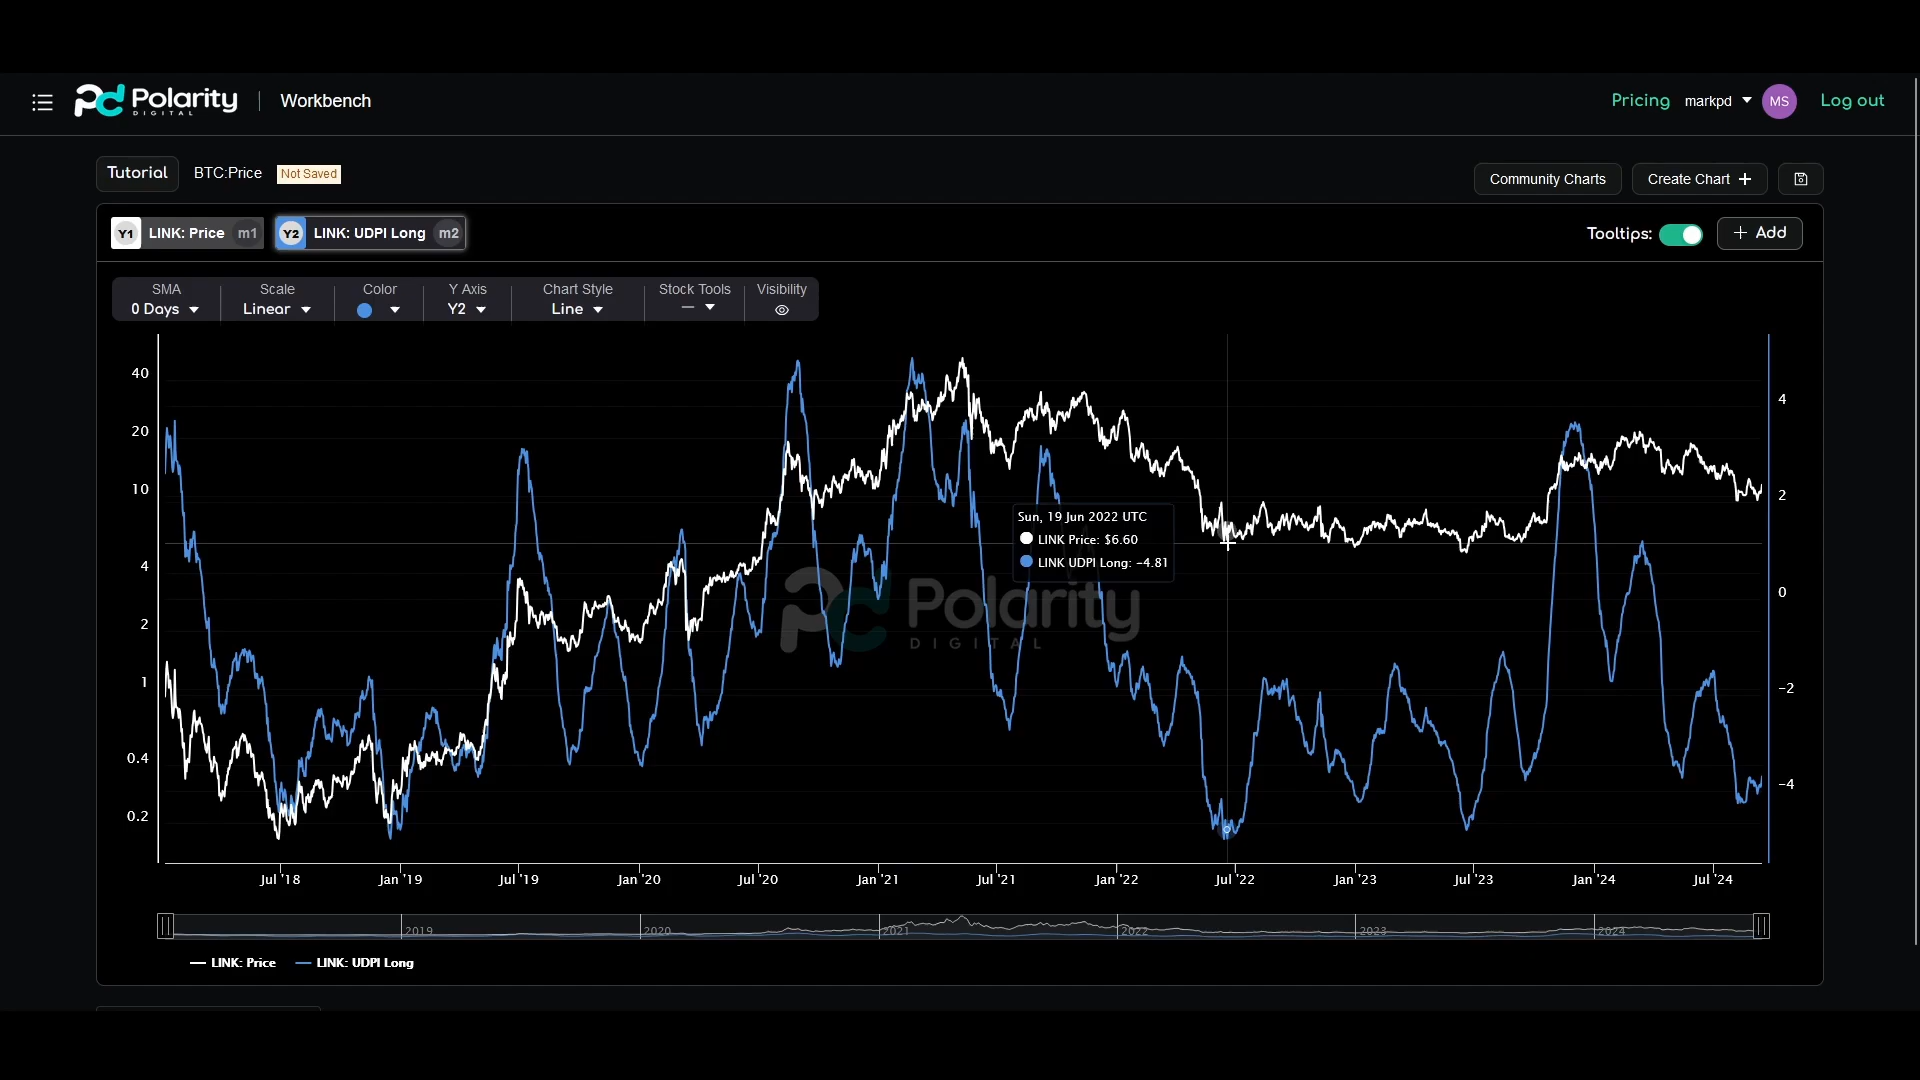 Polarity DIGITAL | Workbench
Pricing markpd MS Log out
Tutorial BTC:Price Not Saved
Community Charts Create Chart +
Y1 LINK: Price m1 Y2 LINK: UDPI Long m2
Tooltips: + Add
SMA Scale Color Y Axis Chart Style Stock Tools Visibility
0 Days Linear Y2 Line —
40
20
10
4
2
1
0.4
0.2
4
2
0
-2
-4
Sun, 19 Jun 2022 UTC
LINK Price: $6.60
LINK UDPI Long: -4.81
Polarity
DIGITAL
Jul '18 Jan '19 Jul '19 Jan '20 Jul '20 Jan '21 Jul '21 Jan '22 Jul '22 Jan '23 Jul '23 Jan '24 Jul '24
2019 2020 2021 2022 2023 2024
LINK: Price LINK: UDPI Long